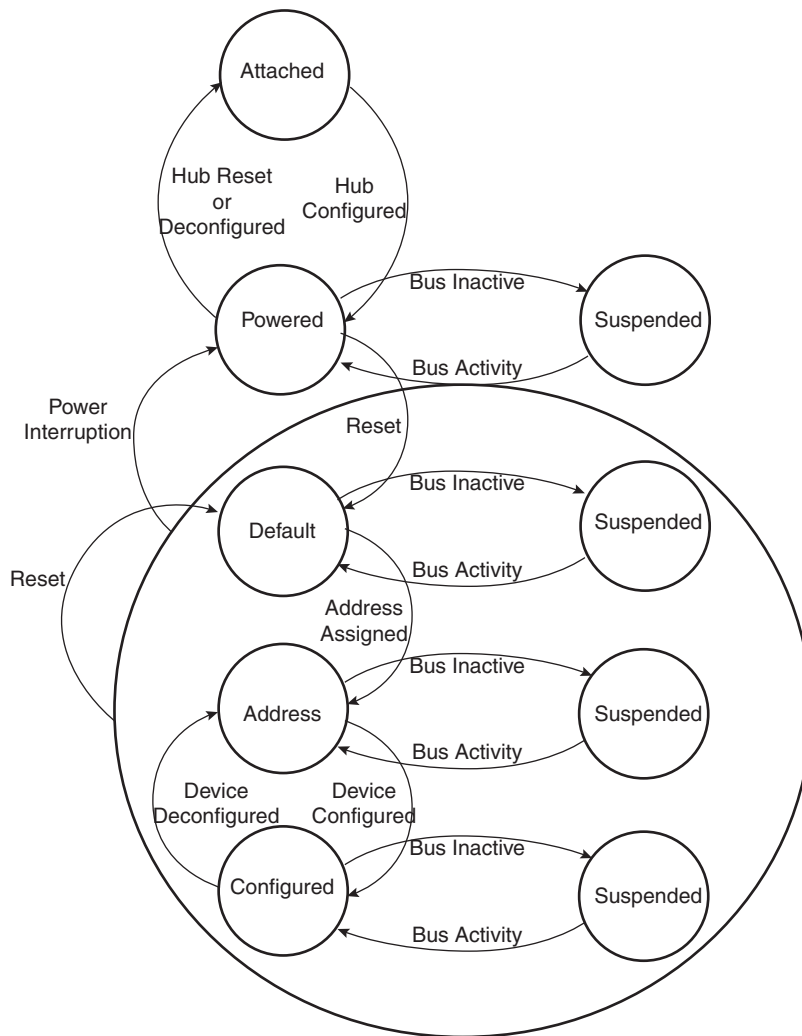 Attached
Hub Reset
or
Deconfigured
Hub
Configured
Powered
Bus Inactive
Suspended
Bus Activity
Power
Interruption
Reset
Default
Bus Inactive
Suspended
Bus Activity
Reset
Address
Assigned
Address
Bus Inactive
Suspended
Bus Activity
Device
Deconfigured
Device
Configured
Configured
Bus Inactive
Suspended
Bus Activity